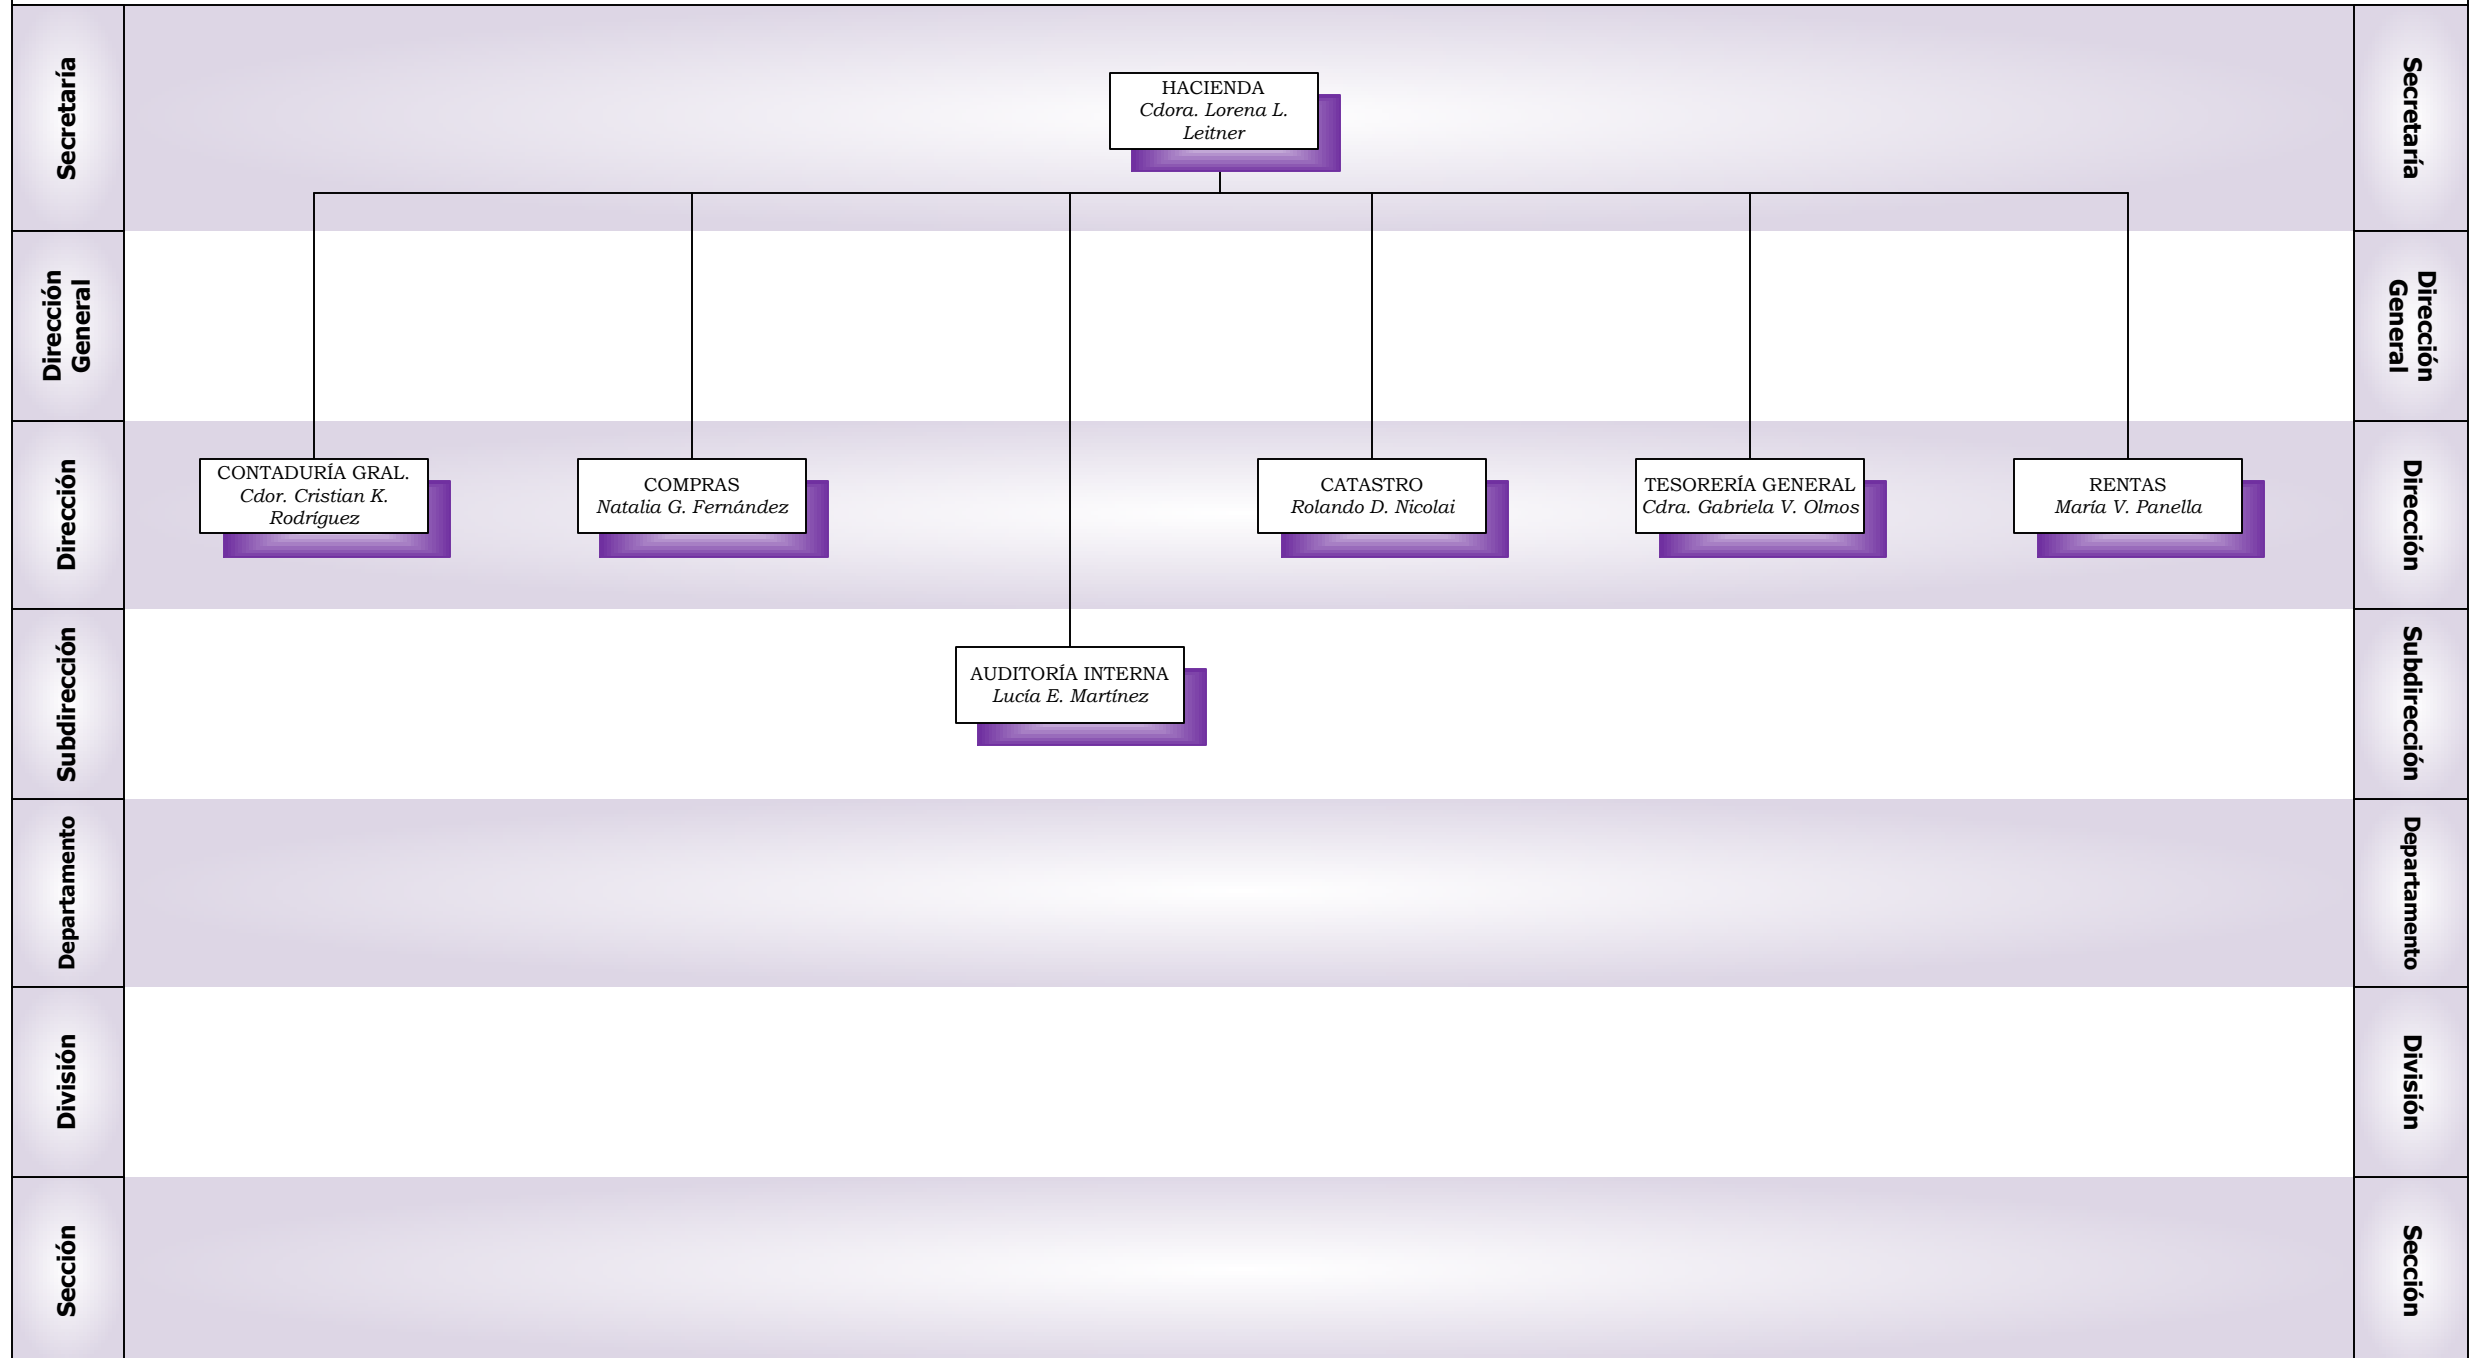 Secretaría
HACIENDA
Cdora. Lorena L.
Leitner
Secretaría
Dirección
General
Dirección
General
Dirección
CONTADURÍA GRAL.
Cdor. Cristian K.
Rodríguez
COMPRAS
Natalia G. Fernández
CATASTRO
Rolando D. Nicolai
TESORERÍA GENERAL
Cdra. Gabriela V. Olmos
RENTAS
María V. Panella
Dirección
Subdirección
AUDITORÍA INTERNA
Lucía E. Martínez
Subdirección
Departamento
Departamento
División
División
Sección
Sección